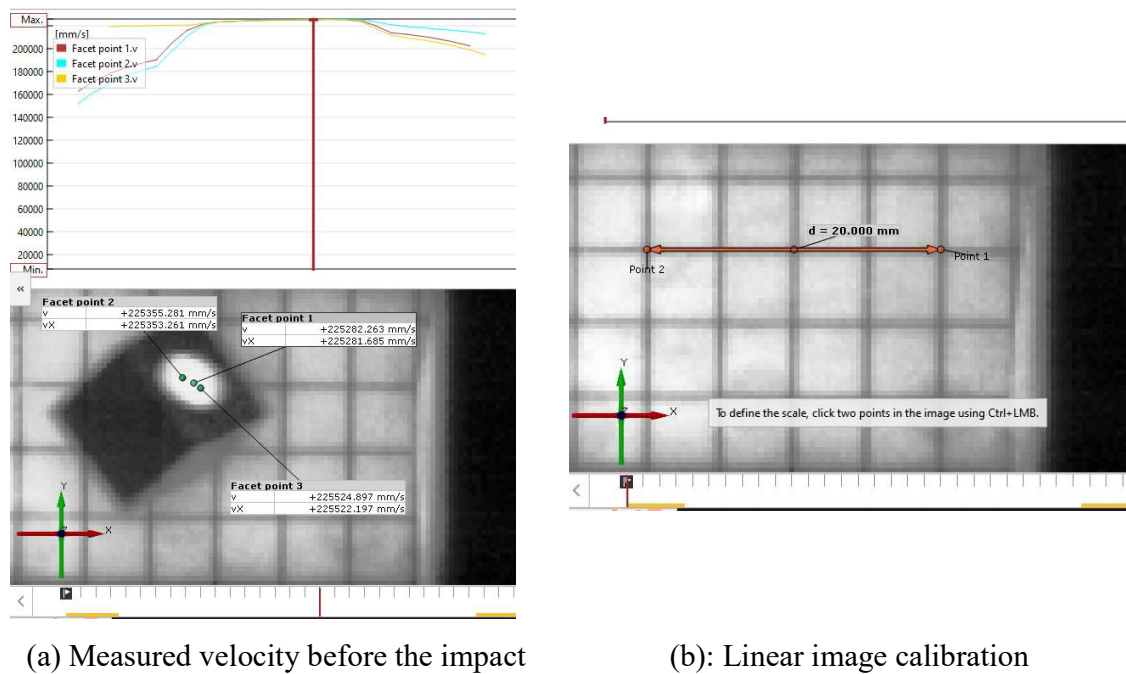 Max.
[mm/s]
200000
Facet point 1.v
180000
Facet point 2.v
Facet point 3.v
160000
140000
120000
100000
80000
60000
40000
20000
Min.
«
Facet point 2
v +225355.281 mm/s
vX +225353.261 mm/s
Facet point 1
v +225282.263 mm/s
vX +225281.685 mm/s
Facet point 3
v +225524.897 mm/s
vX +225522.197 mm/s
Y
Z
X
<
d = 20.000 mm
Point 2
Point 1
Y
Z
X
To define the scale, click two points in the image using Ctrl+LMB.
<
(a) Measured velocity before the impact
(b): Linear image calibration